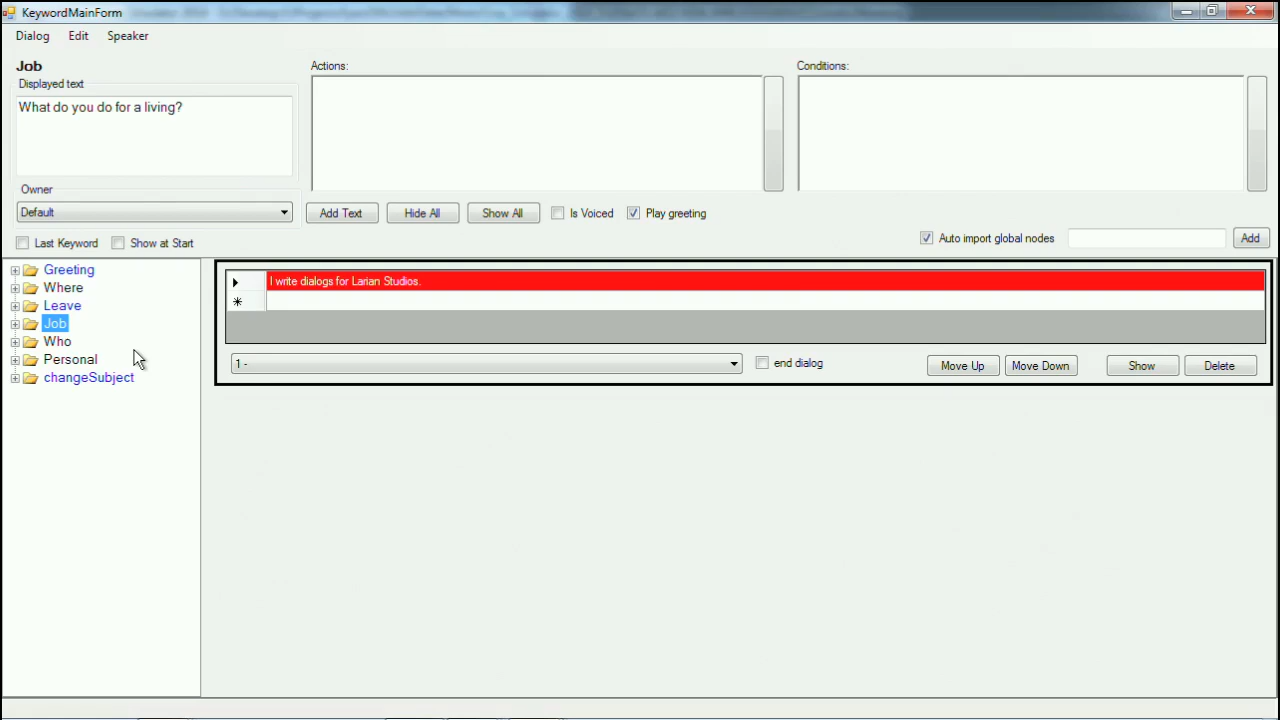 KeywordMainForm
Dialog Edit Speaker
Job
Displayed text
What do you do for a living?
Actions:
Conditions:
Owner
Default
Add Text Hide All Show All Is Voiced Play greeting
Last Keyword Show at Start
Auto import global nodes Add
Greeting
Where
Leave
Job
Who
Personal
changeSubject
I write dialogs for Larian Studios.
1 - end dialog Move Up Move Down Show Delete